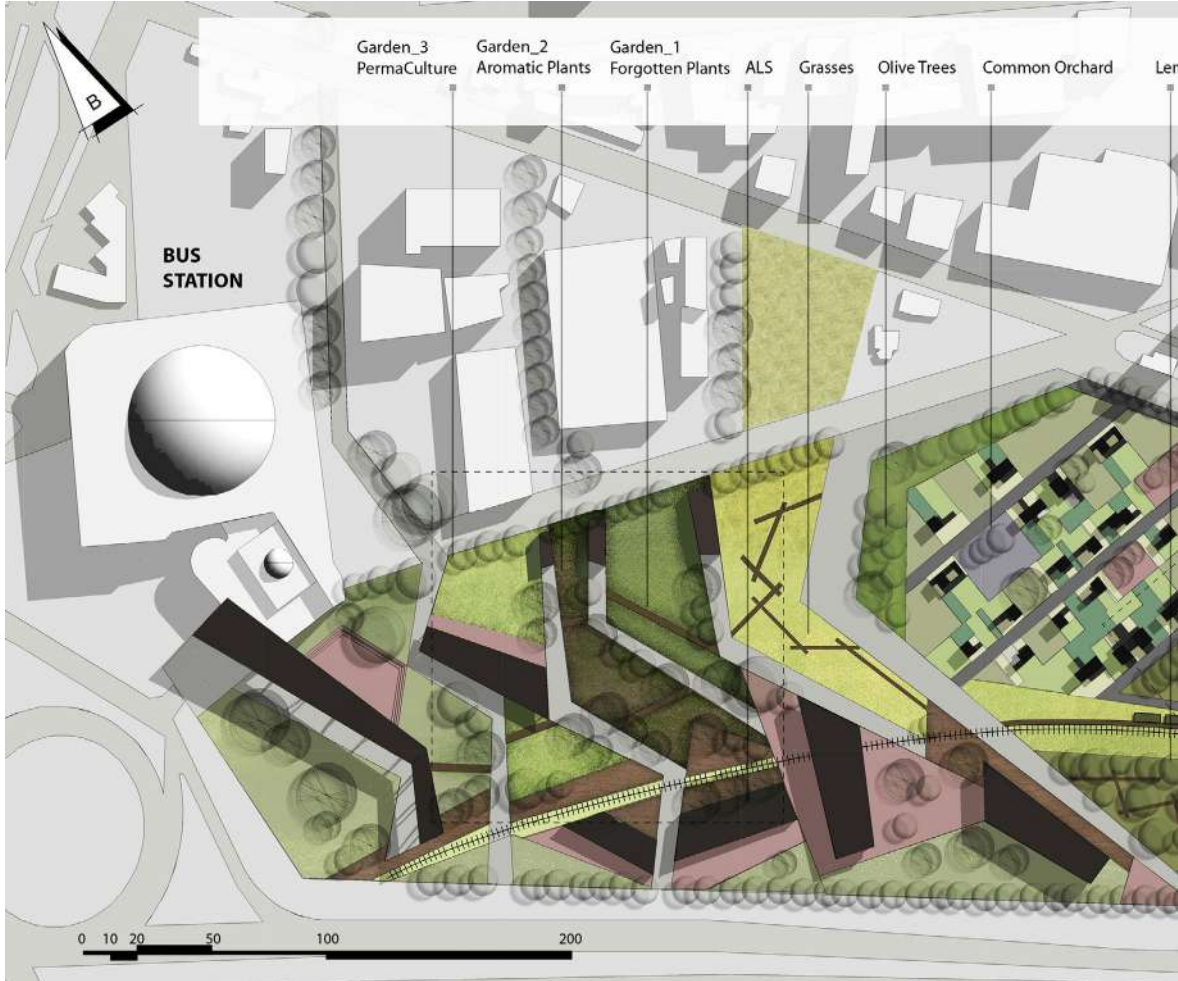 Garden_3
PermaCulture
Garden_2
Aromatic Plants
Garden_1
Forgotten Plants
ALS
Grasses
Olive Trees
Common Orchard
Ler
B
BUS
STATION
0 10 20 50 100 200